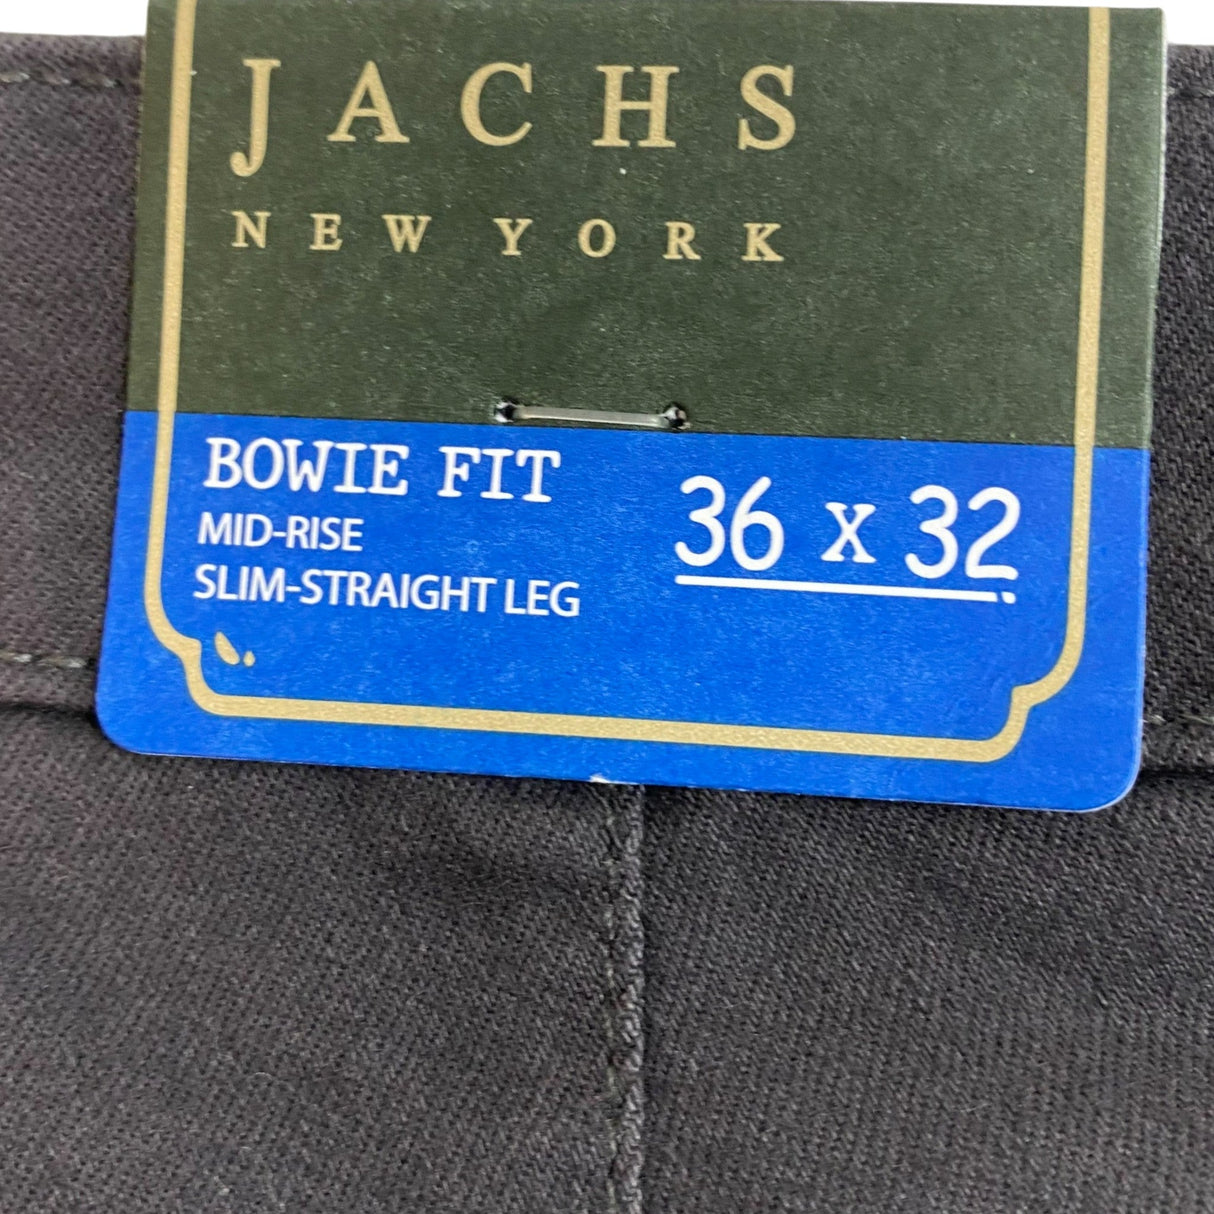 JACHS
NEW YORK
BOWIE FIT
MID-RISE
SLIM-STRAIGHT LEG
36 x 32